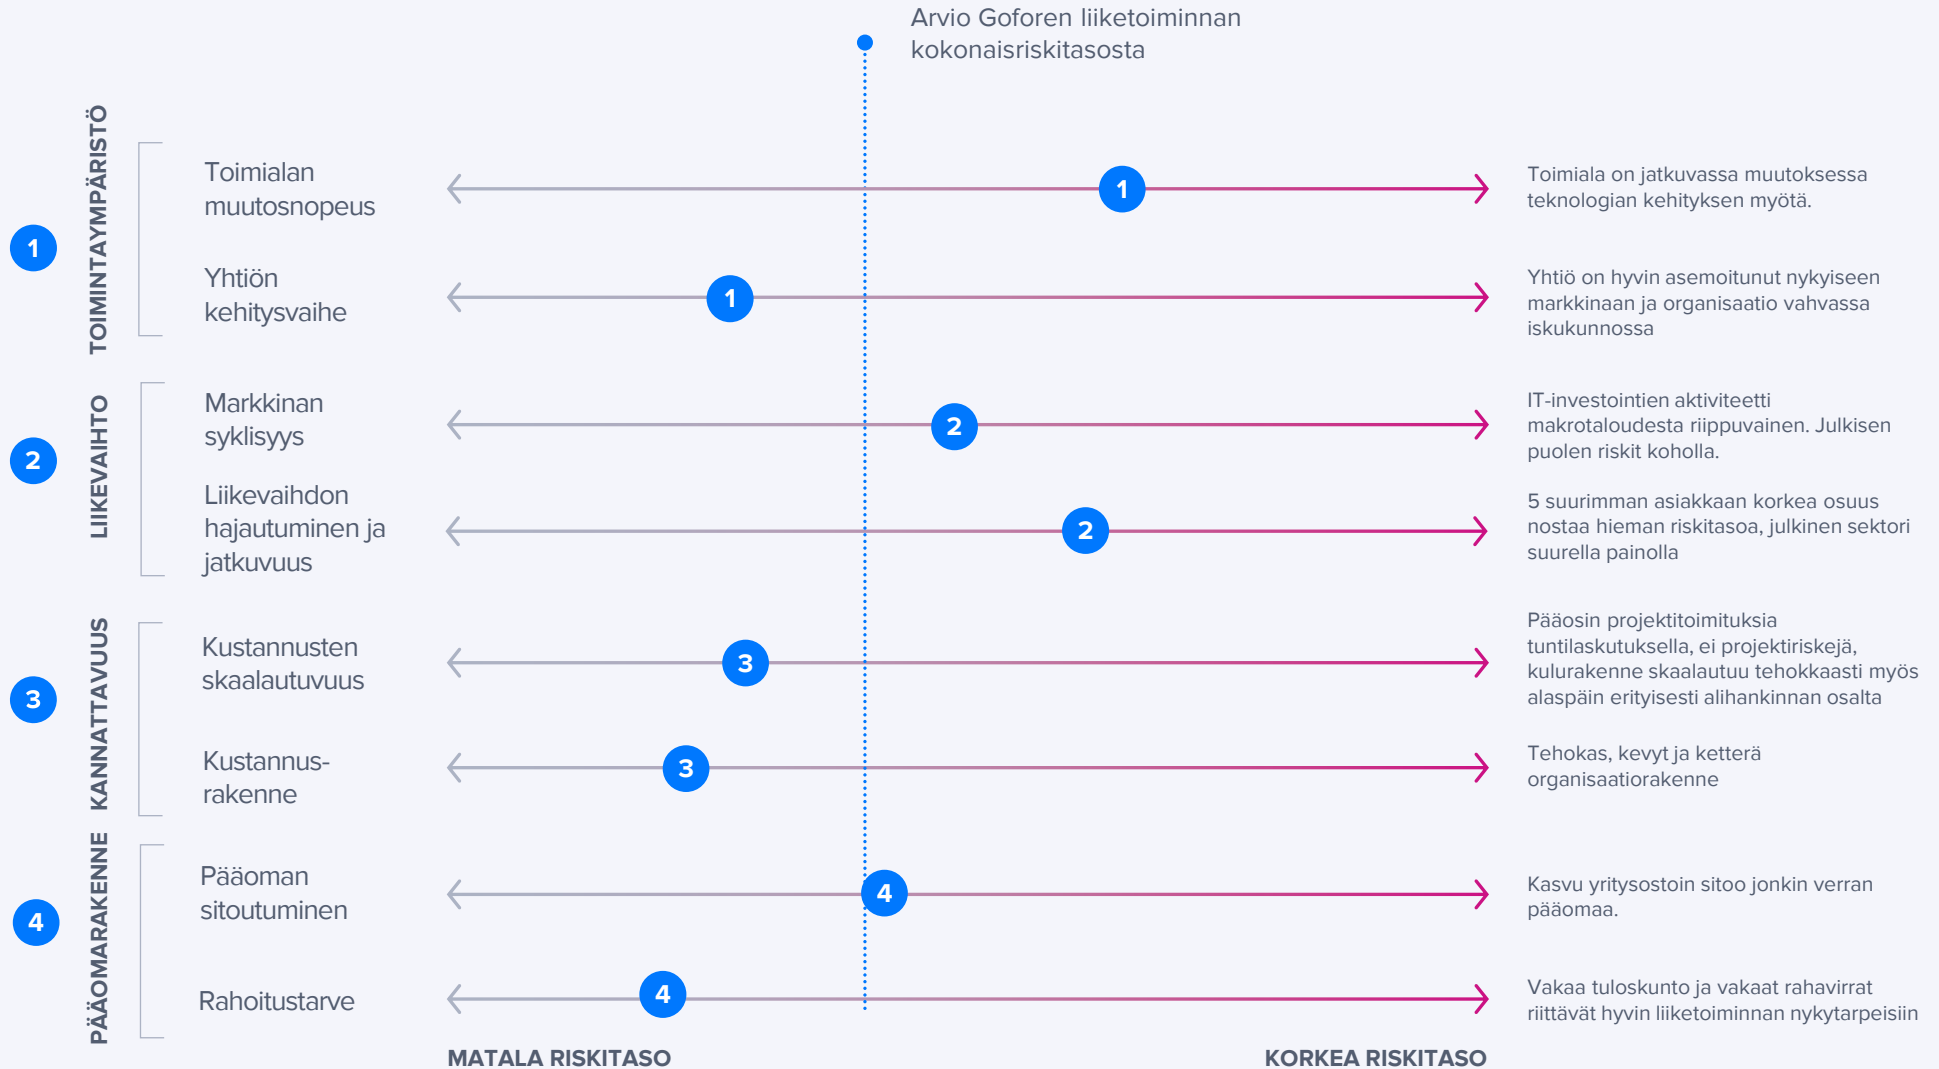 Arvio Goforen liiketoiminnan
kokonaisriskitasosta
1
TOIMINTAYMPÄRISTÖ
Toimialan
muutosnopeus
1
Toimiala on jatkuvassa muutoksessa
teknologian kehityksen myötä.
Yhtiön
kehitysvaihe
1
Yhtiö on hyvin asemoitunut nykyiseen
markkinaan ja organisaatio vahvassa
iskukunnossa
2
LIIKEVAIHTO
Markkinan
syklisyys
2
IT-investointien aktiviteetti
makrotaloudesta riippuvainen. Julkisen
puolen riskit koholla.
Liikevaihdon
hajautuminen ja
jatkuvuus
2
5 suurimman asiakkaan korkea osuus
nostaa hieman riskitasoa, julkinen sektori
suurella painolla
3
KANNATTAVUUS
Kustannusten
skaalautuvuus
3
Pääosin projektitoimituksia
tuntilaskutuksella, ei projektiriskejä,
kulurakenne skaalautuu tehokkaasti myös
alaspäin erityisesti alihankinnan osalta
Kustannus-
rakenne
3
Tehokas, kevyt ja ketterä
organisaatiorakenne
4
PÄÄOMARAKENNE
Pääoman
sitoutuminen
4
Kasvu yritysostoin sitoo jonkin verran
pääomaa.
Rahoitustarve
4
Vakaa tuloskunto ja vakaat rahavirrat
riittävät hyvin liiketoiminnan nykytarpeisiin
MATALA RISKITASO
KORKEA RISKITASO